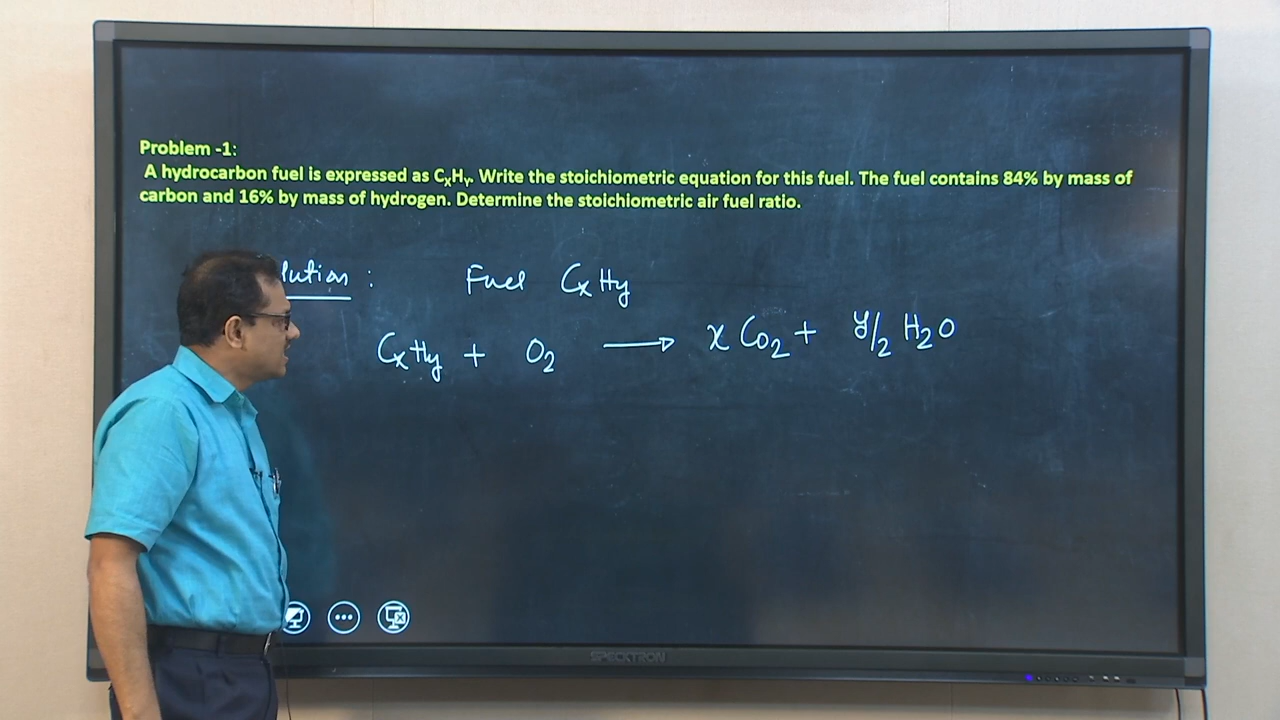 Problem -1:
A hydrocarbon fuel is expressed as CₓHᵧ. Write the stoichiometric equation for this fuel. The fuel contains 84% by mass of
carbon and 16% by mass of hydrogen. Determine the stoichiometric air fuel ratio.
lution : Fuel CxHy
CxHy + O₂ ⟶ x CO₂ + y/2 H₂O
SPECKTRON